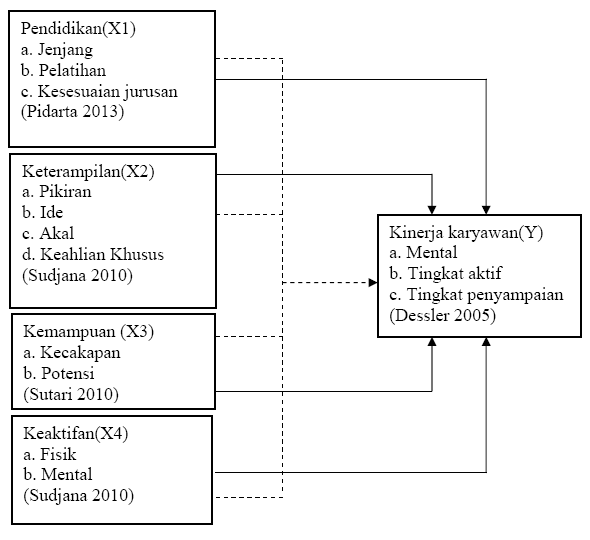 Pendidikan(X1)
a. Jenjang
b. Pelatihan
c. Kesesuaian jurusan
(Pidarta 2013)
Keterampilan(X2)
a. Pikiran
b. Ide
c. Akal
d. Keahlian Khusus
(Sudjana 2010)
Kemampuan (X3)
a. Kecakapan
b. Potensi
(Sutari 2010)
Keaktifan(X4)
a. Fisik
b. Mental
(Sudjana 2010)
Kinerja karyawan(Y)
a. Mental
b. Tingkat aktif
c. Tingkat penyampaian
(Dessler 2005)